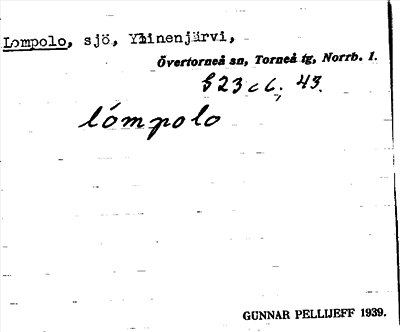 Lompolo, sjö, Ylinenjärvi,
Övertorneå sn, Torneå tg, Norrb. l.
S 23 c 6; 43.
lómpolo
GUNNAR PELLIJEFF 1939.